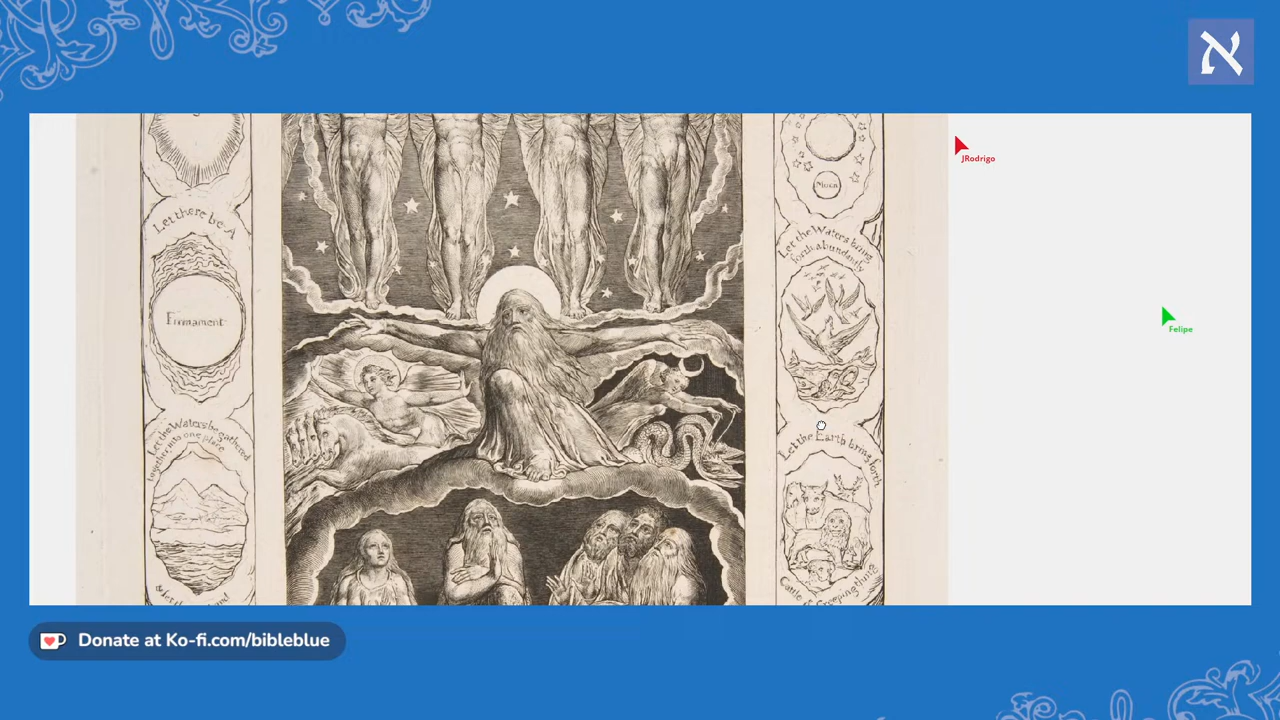 א
JRodrigo
Let there be A
Firmament
Let the Waters be gathered
together into one place
Moon
Let the Waters bring
forth abundantly
Let the Earth bring forth
Cattle & Creeping thing
Felipe
Donate at Ko-fi.com/bibleblue